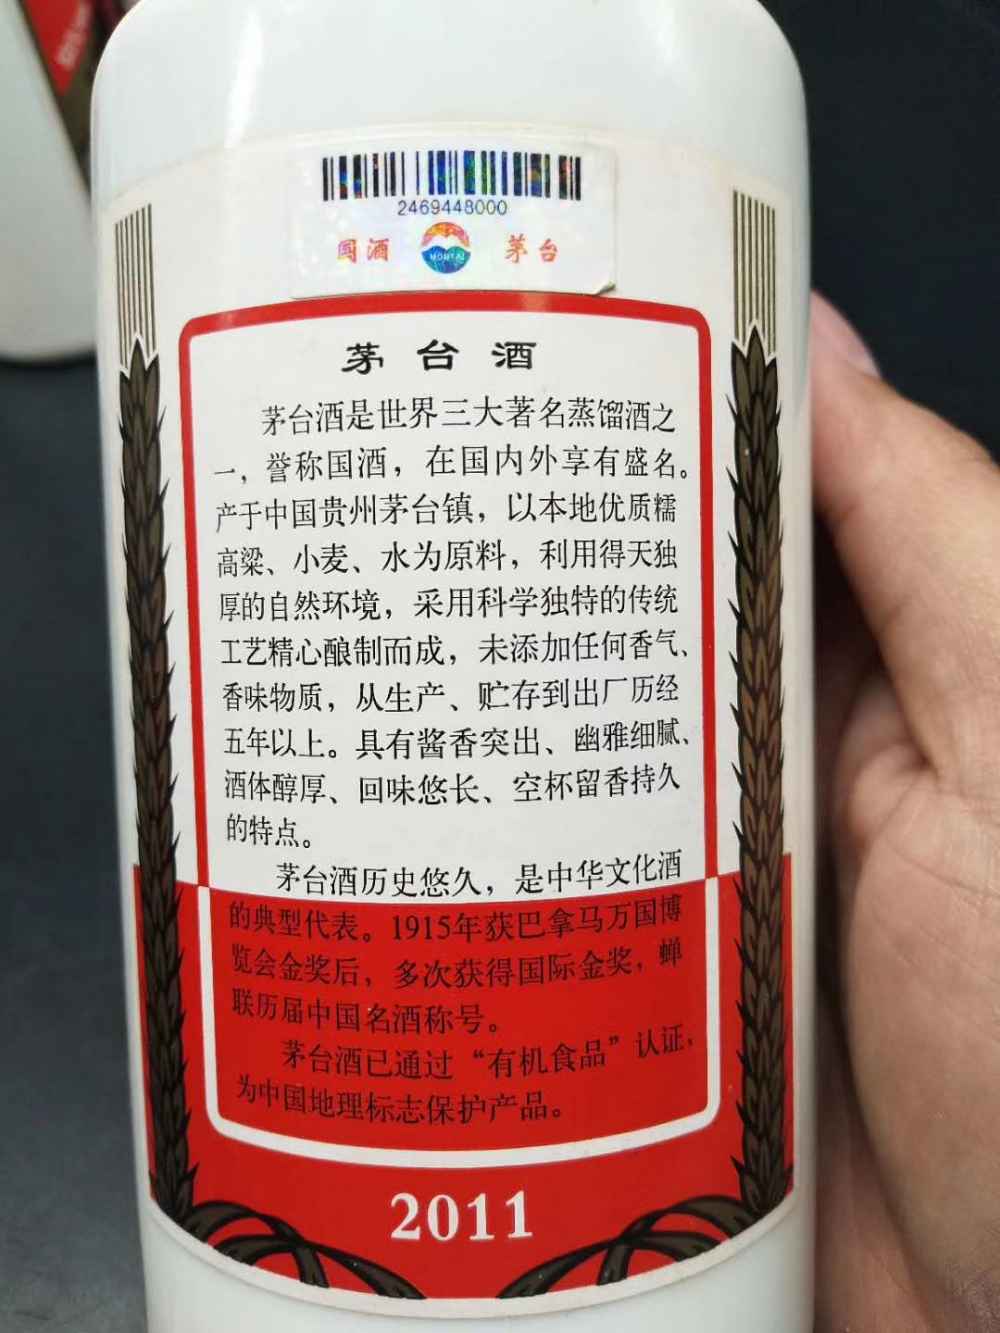 2469448000
国酒 MOUTAI 茅台
茅台酒
茅台酒是世界三大著名蒸馏酒之
一，誉称国酒，在国内外享有盛名。
产于中国贵州茅台镇，以本地优质糯
高粱、小麦、水为原料，利用得天独
厚的自然环境，采用科学独特的传统
工艺精心酿制而成，未添加任何香气、
香味物质，从生产、贮存到出厂历经
五年以上。具有酱香突出、幽雅细腻、
酒体醇厚、回味悠长、空杯留香持久
的特点。
茅台酒历史悠久，是中华文化酒
的典型代表。1915年获巴拿马万国博
览会金奖后，多次获得国际金奖，蝉
联历届中国名酒称号。
茅台酒已通过“有机食品”认证，
为中国地理标志保护产品。
2011